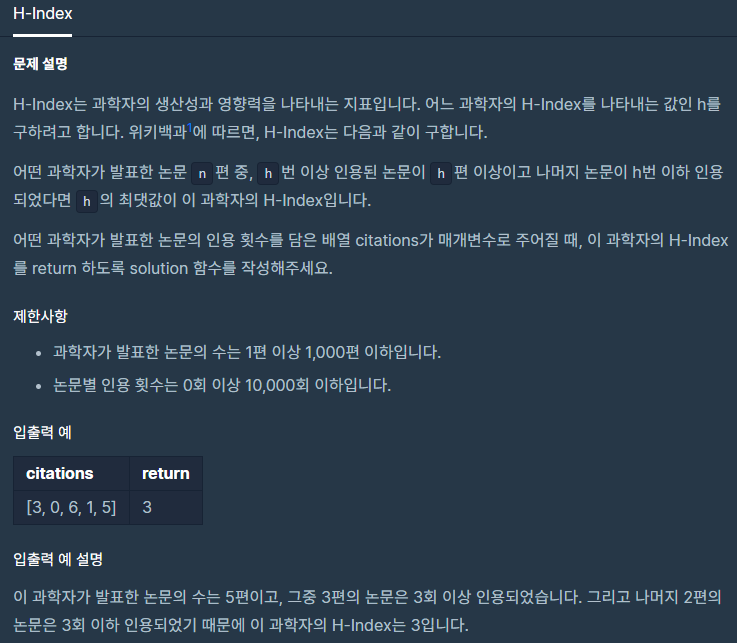 H-Index
문제 설명
H-Index는 과학자의 생산성과 영향력을 나타내는 지표입니다. 어느 과학자의 H-Index를 나타내는 값인 h를
구하려고 합니다. 위키백과1에 따르면, H-Index는 다음과 같이 구합니다.
어떤 과학자가 발표한 논문 n 편 중, h 번 이상 인용된 논문이 h 편 이상이고 나머지 논문이 h번 이하 인용
되었다면 h 의 최댓값이 이 과학자의 H-Index입니다.
어떤 과학자가 발표한 논문의 인용 횟수를 담은 배열 citations가 매개변수로 주어질 때, 이 과학자의 H-Index
를 return 하도록 solution 함수를 작성해주세요.
제한사항
• 과학자가 발표한 논문의 수는 1편 이상 1,000편 이하입니다.
• 논문별 인용 횟수는 0회 이상 10,000회 이하입니다.
입출력 예
citations return
[3, 0, 6, 1, 5] 3
입출력 예 설명
이 과학자가 발표한 논문의 수는 5편이고, 그중 3편의 논문은 3회 이상 인용되었습니다. 그리고 나머지 2편의
논문은 3회 이하 인용되었기 때문에 이 과학자의 H-Index는 3입니다.